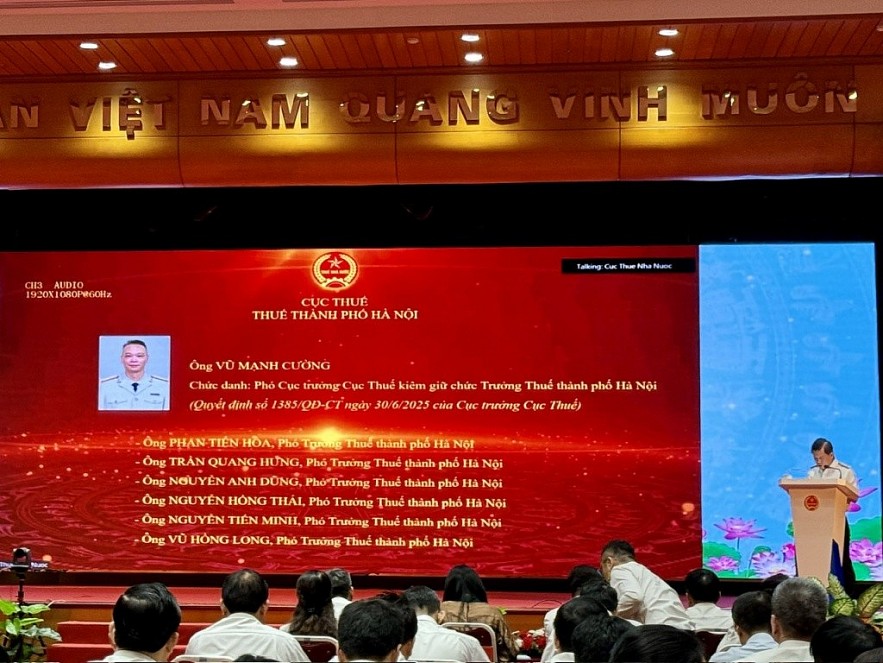 VIỆT NAM QUANG VINH MUÔN
Talking: Cuc Thue Nha Nuoc
CH3 AUDIO
1920X1080P@60Hz
CỤC THUẾ
THUẾ THÀNH PHỐ HÀ NỘI
Ông VŨ MẠNH CƯỜNG
Chức danh: Phó Cục trưởng Cục Thuế kiêm giữ chức Trưởng Thuế thành phố Hà Nội
(Quyết định số 1385/QĐ-CT ngày 30/6/2025 của Cục trưởng Cục Thuế)
- Ông PHAN TIẾN HÒA, Phó Trưởng Thuế thành phố Hà Nội
- Ông TRẦN QUANG HƯNG, Phó Trưởng Thuế thành phố Hà Nội
- Ông NGUYỄN ANH DŨNG, Phó Trưởng Thuế thành phố Hà Nội
- Ông NGUYỄN HỒNG THÁI, Phó Trưởng Thuế thành phố Hà Nội
- Ông NGUYỄN TIẾN MINH, Phó Trưởng Thuế thành phố Hà Nội
- Ông VŨ HỒNG LONG, Phó Trưởng Thuế thành phố Hà Nội